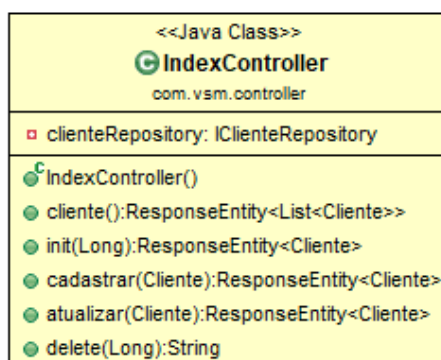 <<Java Class>>
IndexController
com.vsm.controller
clienteRepository: IClienteRepository
IndexController()
cliente():ResponseEntity<List<Cliente>>
init(Long):ResponseEntity<Cliente>
cadastrar(Cliente):ResponseEntity<Cliente>
atualizar(Cliente):ResponseEntity<Cliente>
delete(Long):String